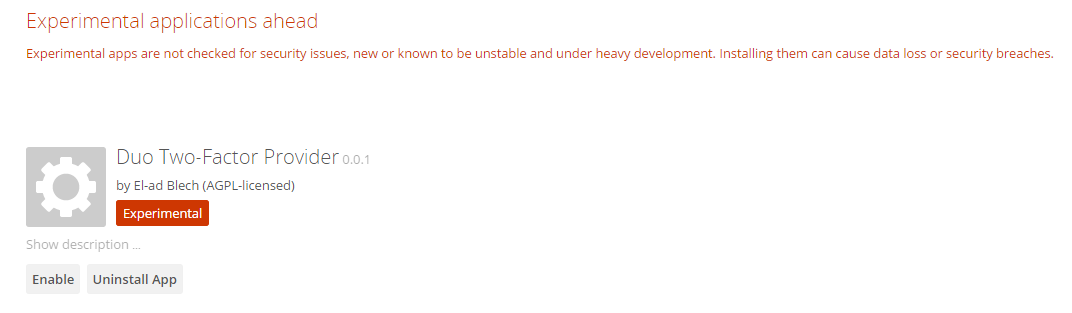 Experimental applications ahead
Experimental apps are not checked for security issues, new or known to be unstable and under heavy development. Installing them can cause data loss or security breaches.
Duo Two-Factor Provider 0.0.1
by El-ad Blech (AGPL-licensed)
Experimental
Show description ...
Enable Uninstall App